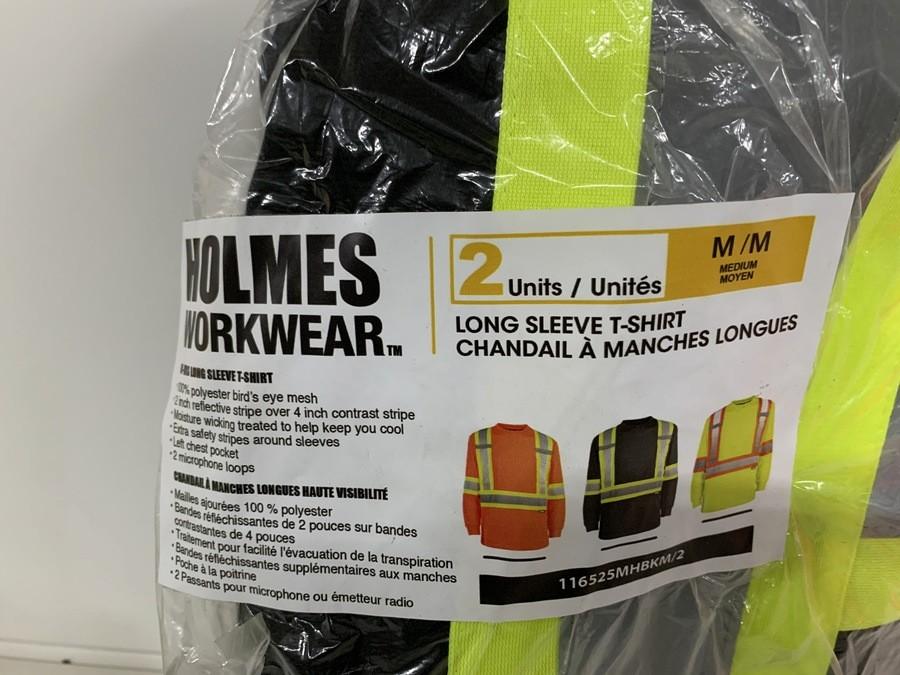 HOLMES
WORKWEAR™
2 Units / Unités
M /M
MEDIUM
MOYEN
LONG SLEEVE T-SHIRT
CHANDAIL À MANCHES LONGUES
LONG SLEEVE T-SHIRT
100% polyester bird's eye mesh
• 2 inch reflective stripe over 4 inch contrast stripe
• Moisture wicking treated to help keep you cool
• Extra safety stripes around sleeves
• Left chest pocket
• 2 microphone loops
CHANDAIL À MANCHES LONGUES HAUTE VISIBILITÉ
• Mailles ajourées 100 % polyester
• Bandes réfléchissantes de 2 pouces sur bandes
contrastantes de 4 pouces
• Traitement pour facilité l'évacuation de la transpiration
• Bandes réfléchissantes supplémentaires aux manches
• Poche à la poitrine
• 2 Passants pour microphone ou émetteur radio
116525MHBKM/2